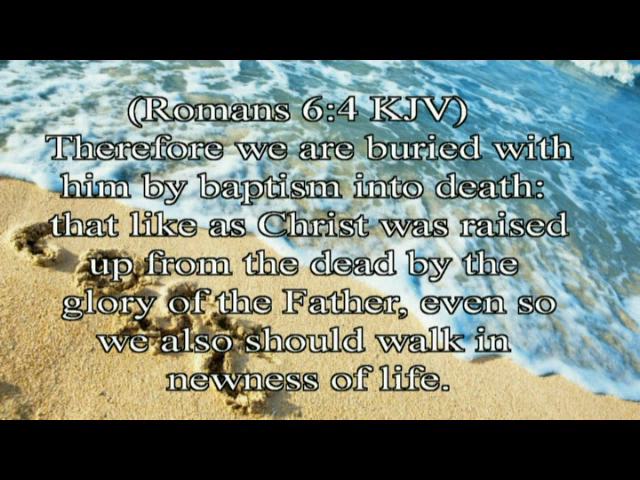 (Romans 6:4 KJV)
Therefore we are buried with
him by baptism into death:
that like as Christ was raised
up from the dead by the
glory of the Father, even so
we also should walk in
newness of life.